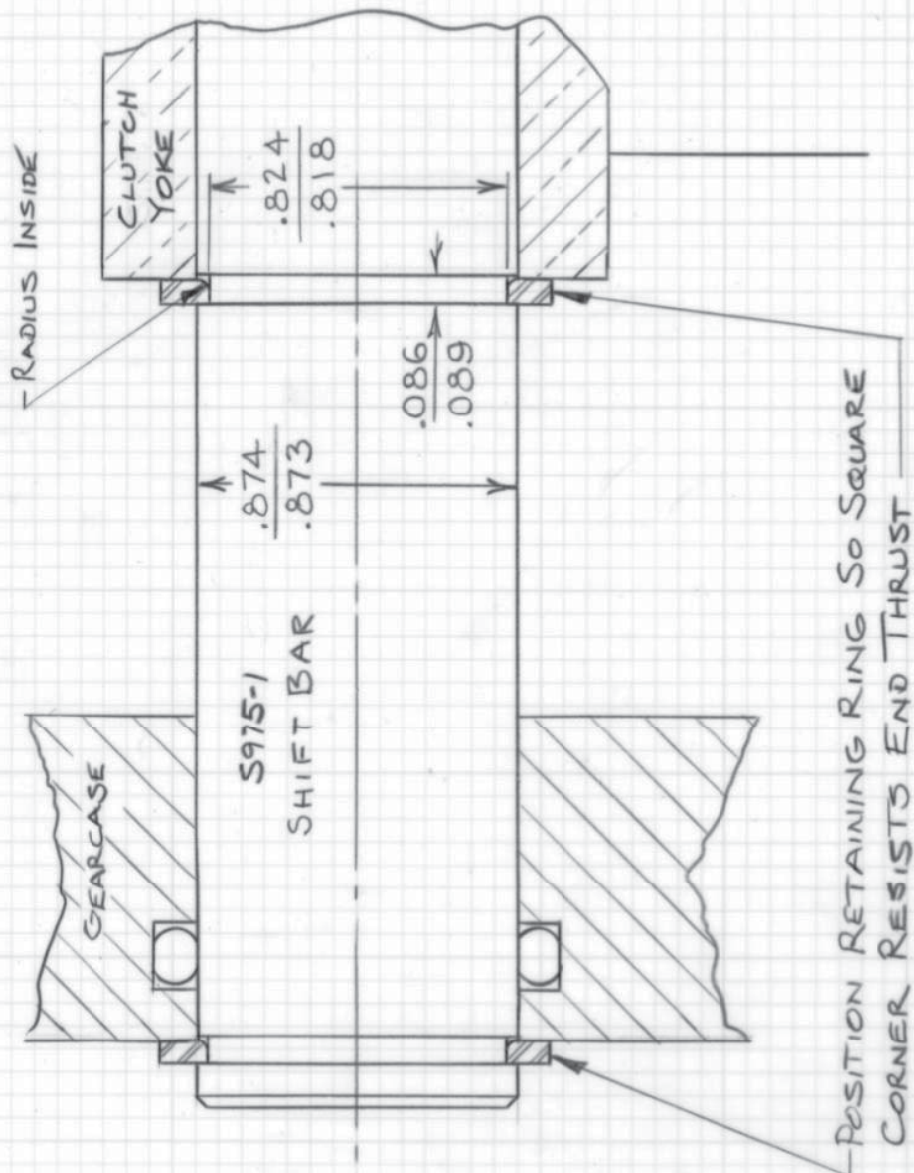 RADIUS INSIDE
CLUTCH
YOKE
.824
.818
.086
.089
.874
.873
S975-1
SHIFT BAR
GEARCASE
POSITION RETAINING RING SO SQUARE
CORNER RESISTS END THRUST